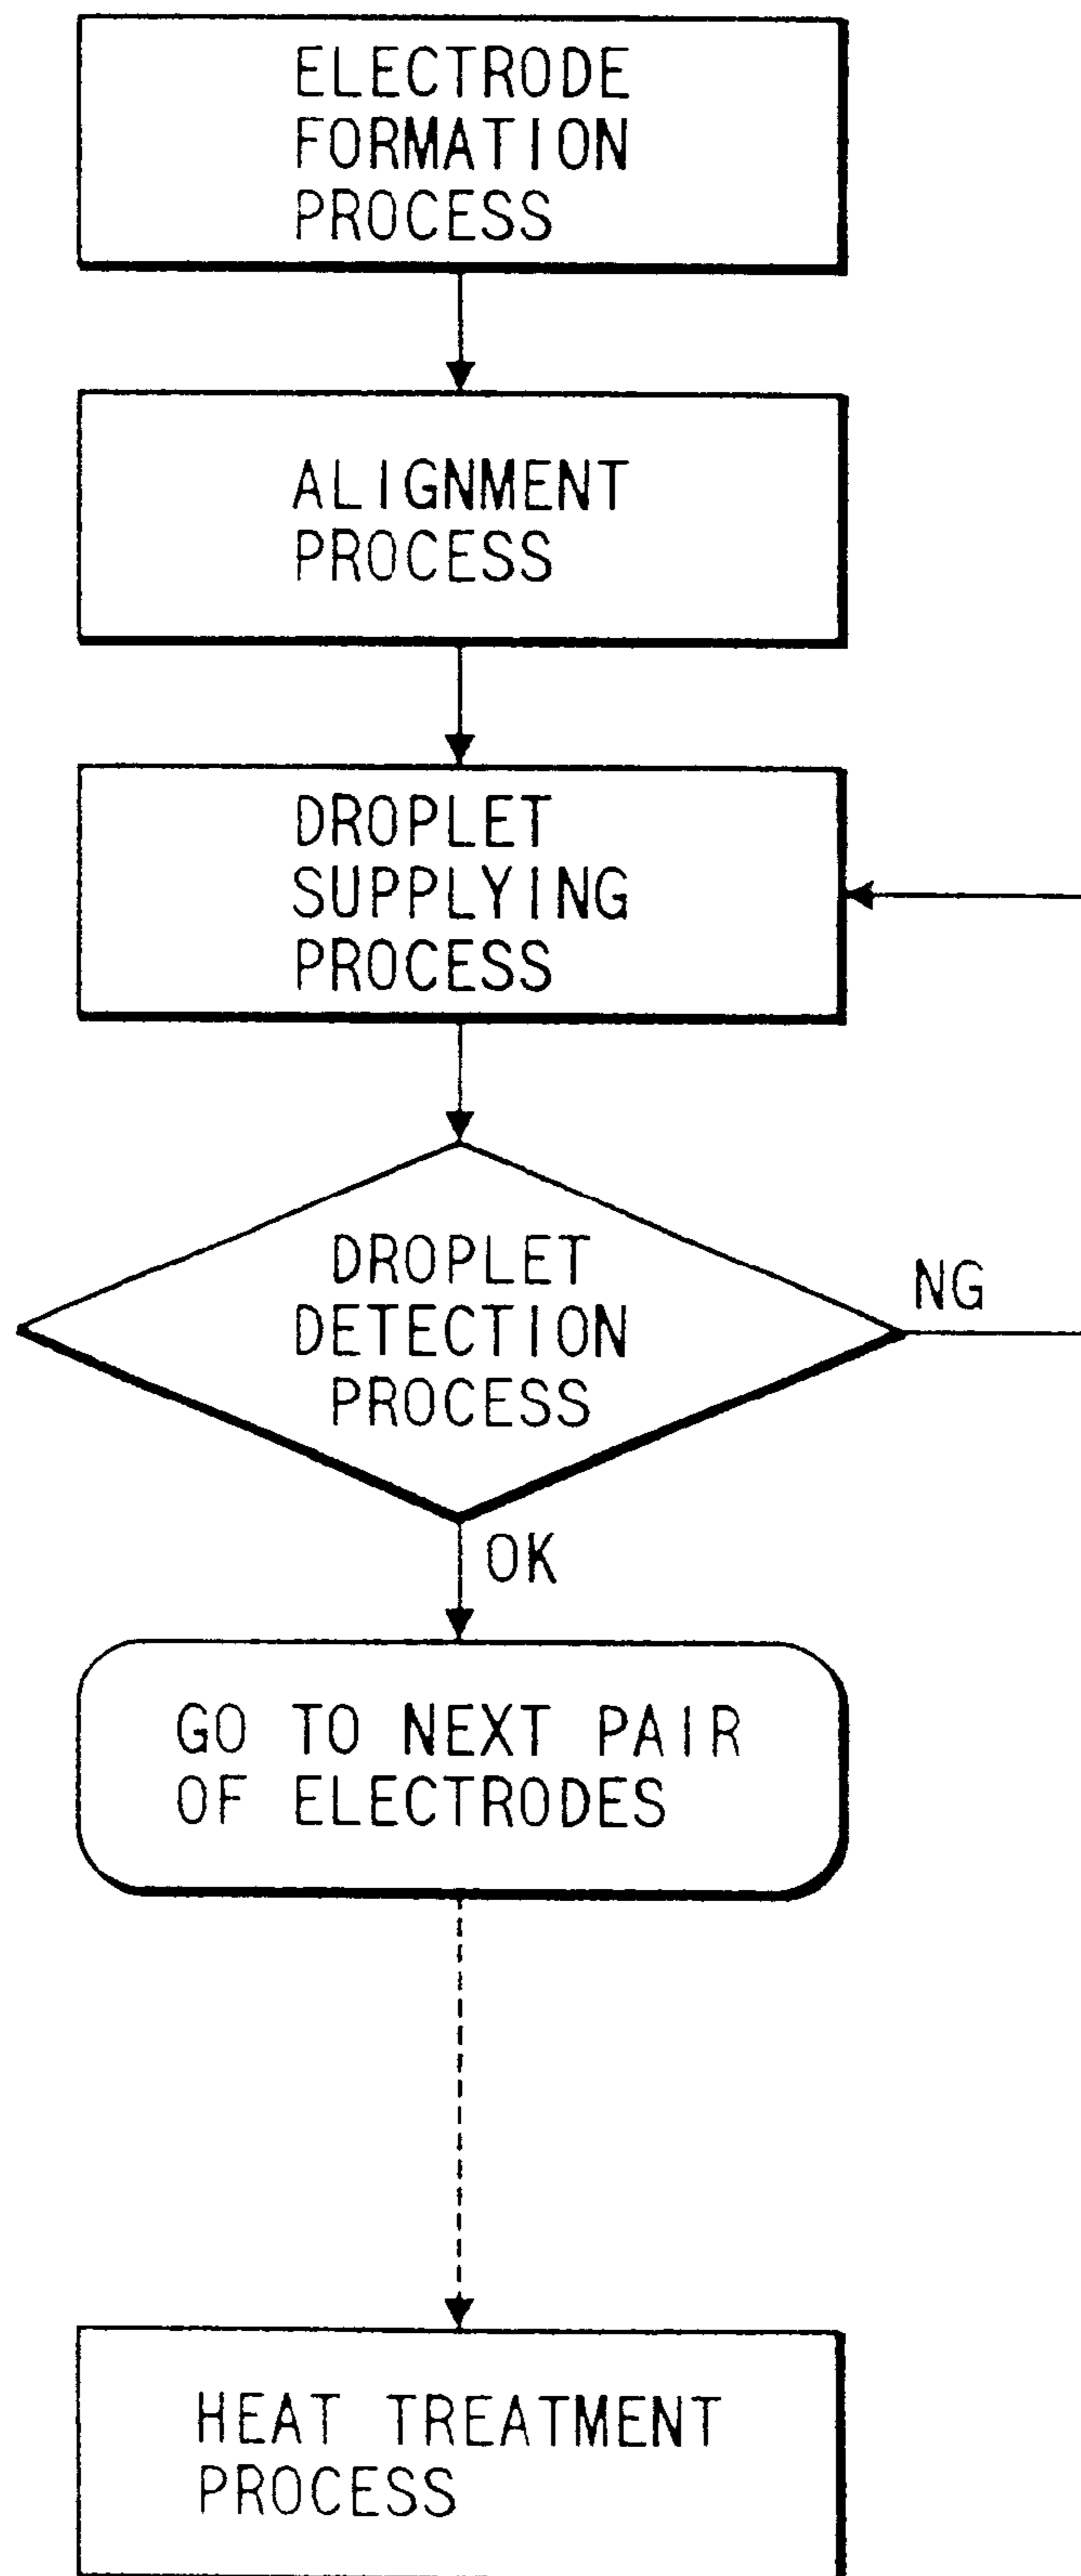 ELECTRODE
FORMATION
PROCESS
ALIGNMENT
PROCESS
DROPLET
SUPPLYING
PROCESS
DROPLET
DETECTION
PROCESS
NG
OK
GO TO NEXT PAIR
OF ELECTRODES
HEAT TREATMENT
PROCESS